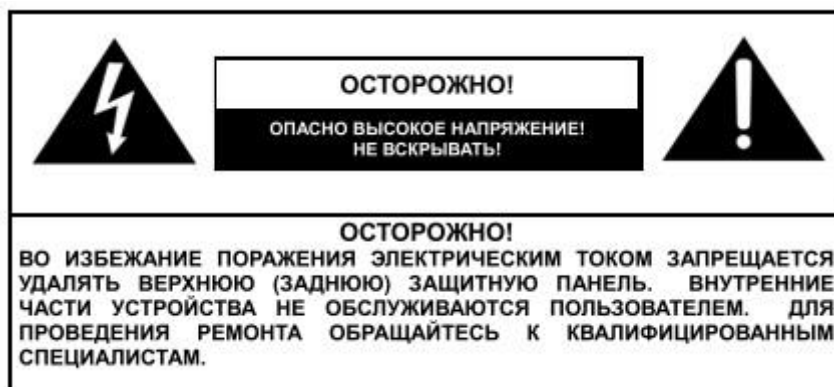 ОСТОРОЖНО!
ОПАСНО ВЫСОКОЕ НАПРЯЖЕНИЕ!
НЕ ВСКРЫВАТЬ!
ОСТОРОЖНО!
ВО ИЗБЕЖАНИЕ ПОРАЖЕНИЯ ЭЛЕКТРИЧЕСКИМ ТОКОМ ЗАПРЕЩАЕТСЯ
УДАЛЯТЬ ВЕРХНЮЮ (ЗАДНЮЮ) ЗАЩИТНУЮ ПАНЕЛЬ. ВНУТРЕННИЕ
ЧАСТИ УСТРОЙСТВА НЕ ОБСЛУЖИВАЮТСЯ ПОЛЬЗОВАТЕЛЕМ. ДЛЯ
ПРОВЕДЕНИЯ РЕМОНТА ОБРАЩАЙТЕСЬ К КВАЛИФИЦИРОВАННЫМ
СПЕЦИАЛИСТАМ.